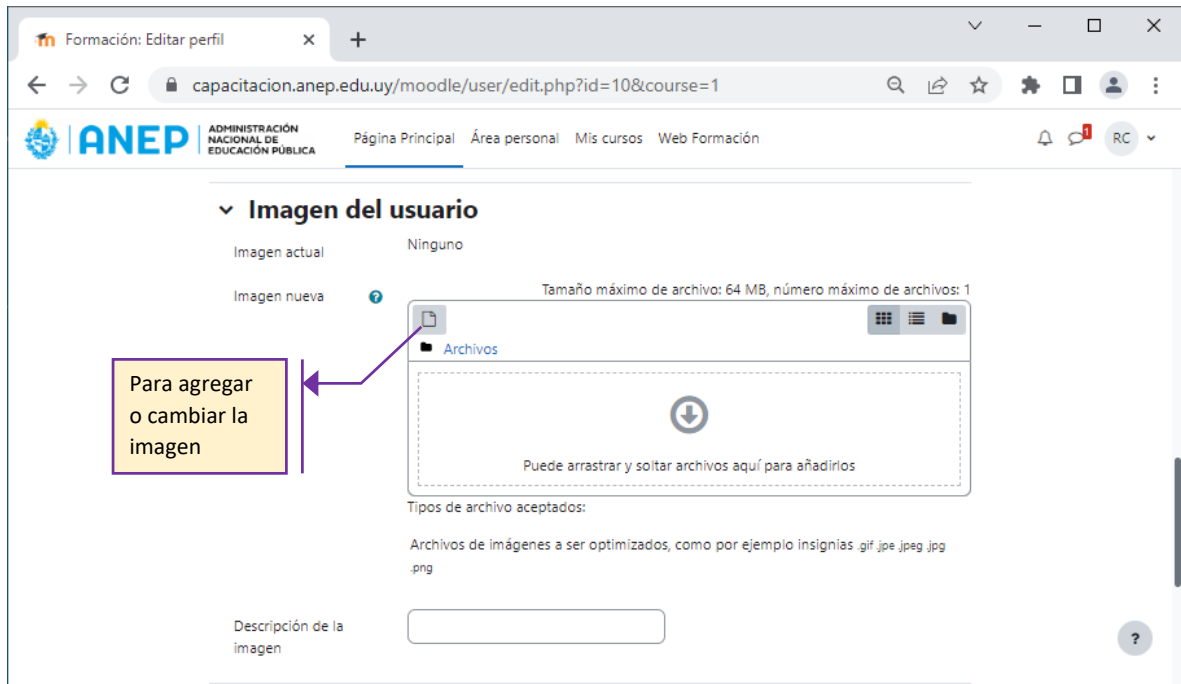 Formación: Editar perfil
capacitacion.anep.edu.uy/moodle/user/edit.php?id=10&course=1
ANEP
ADMINISTRACIÓN
NACIONAL DE
EDUCACIÓN PÚBLICA
Página Principal Área personal Mis cursos Web Formación
1
RC
Imagen del usuario
Imagen actual
Ninguno
Imagen nueva
Tamaño máximo de archivo: 64 MB, número máximo de archivos: 1
Archivos
Para agregar
o cambiar la
imagen
Puede arrastrar y soltar archivos aquí para añadirlos
Tipos de archivo aceptados:
Archivos de imágenes a ser optimizados, como por ejemplo insignias .gif .jpe .jpeg .jpg
.png
Descripción de la
imagen
?